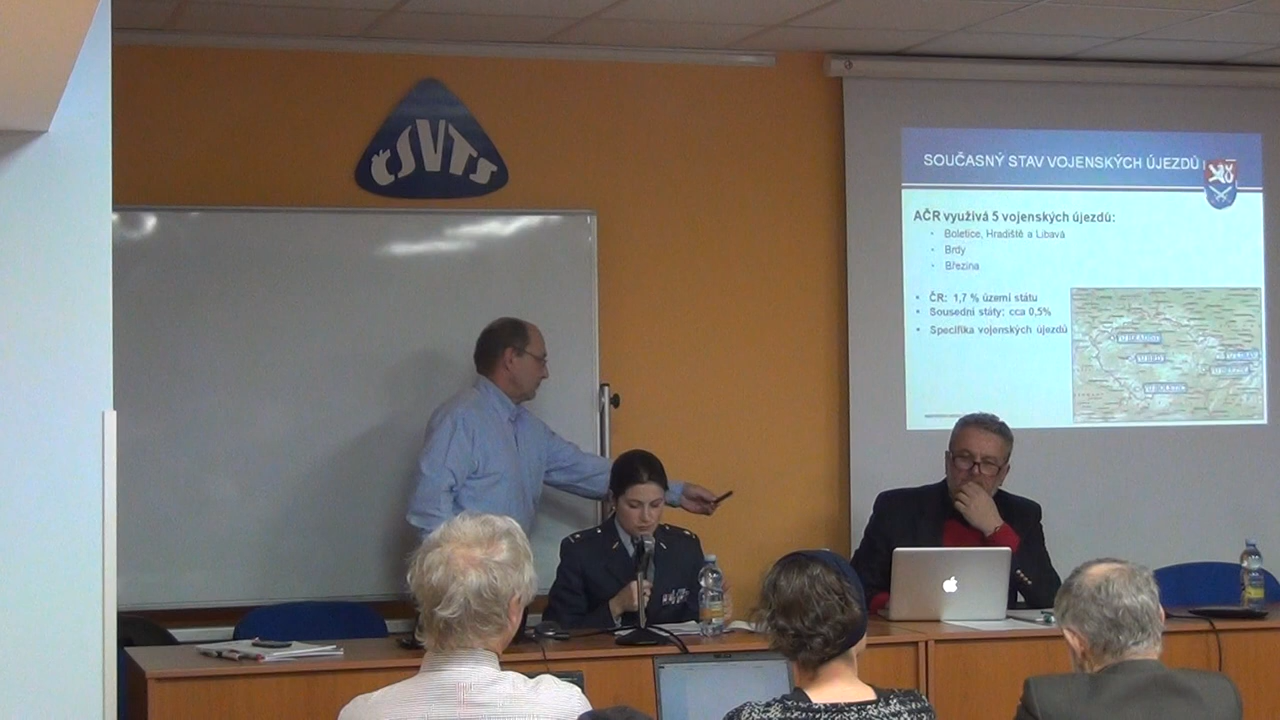 ČSVTS
SOUČASNÝ STAV VOJENSKÝCH ÚJEZDŮ
AČR využívá 5 vojenských újezdů:
Boletice, Hradiště a Libavá
Brdy
Březina
ČR: 1,7 % území státu
Sousední státy: cca 0,5%
Specifika vojenských újezdů